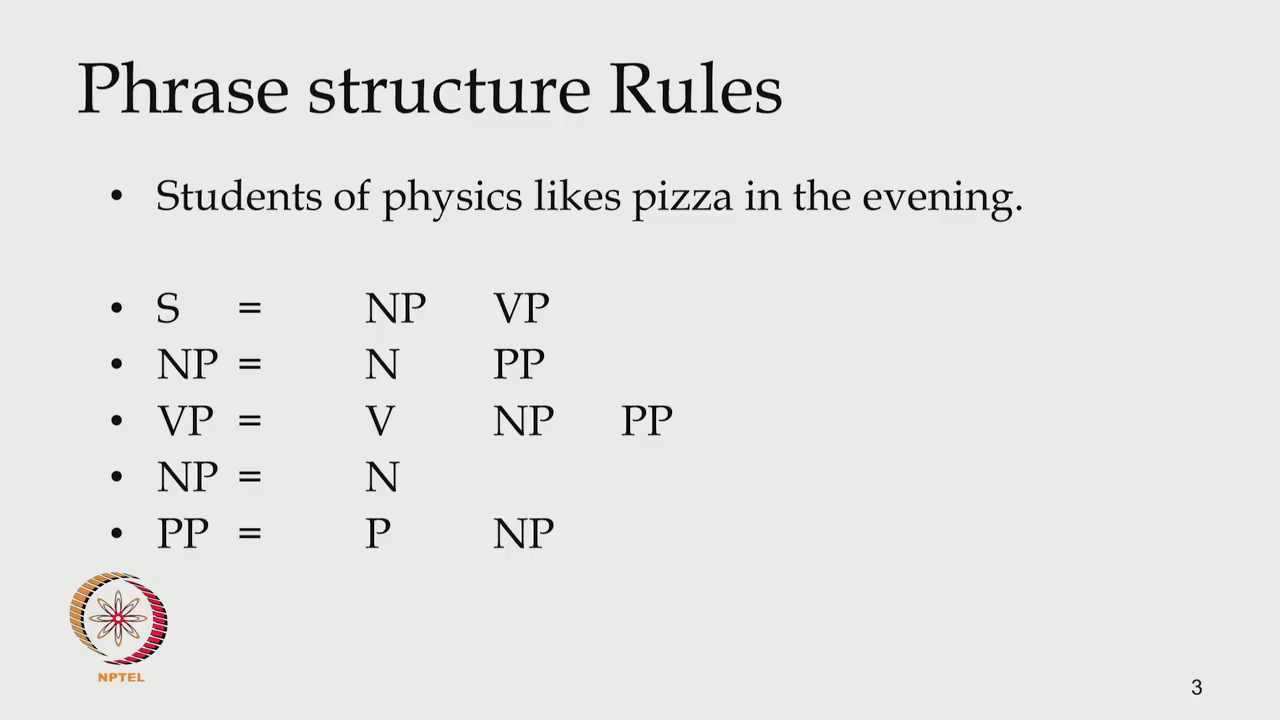 Phrase structure Rules
• Students of physics likes pizza in the evening.
• S = NP VP
• NP = N PP
• VP = V NP PP
• NP = N
• PP = P NP
NPTEL
3